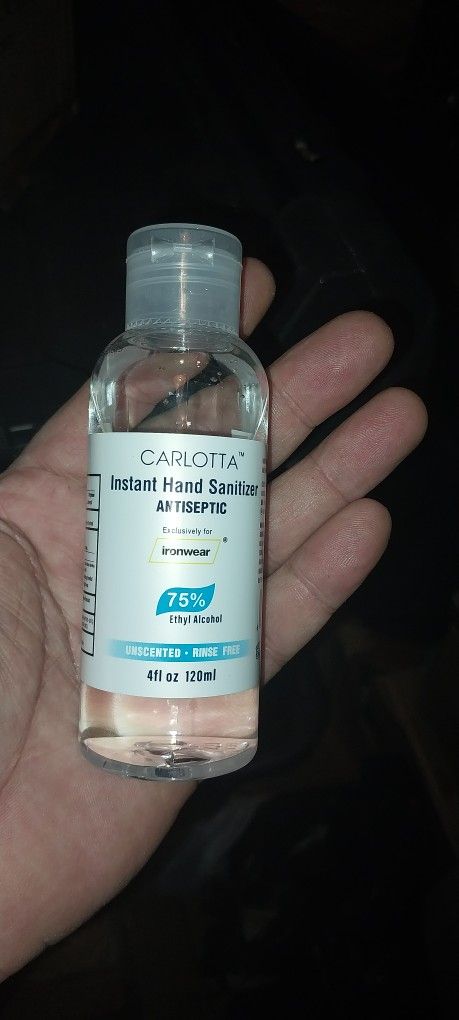 CARLOTTA™
Instant Hand Sanitizer
ANTISEPTIC
Exclusively for
ironwear®
75%
Ethyl Alcohol
UNSCENTED • RINSE FREE
4fl oz 120ml